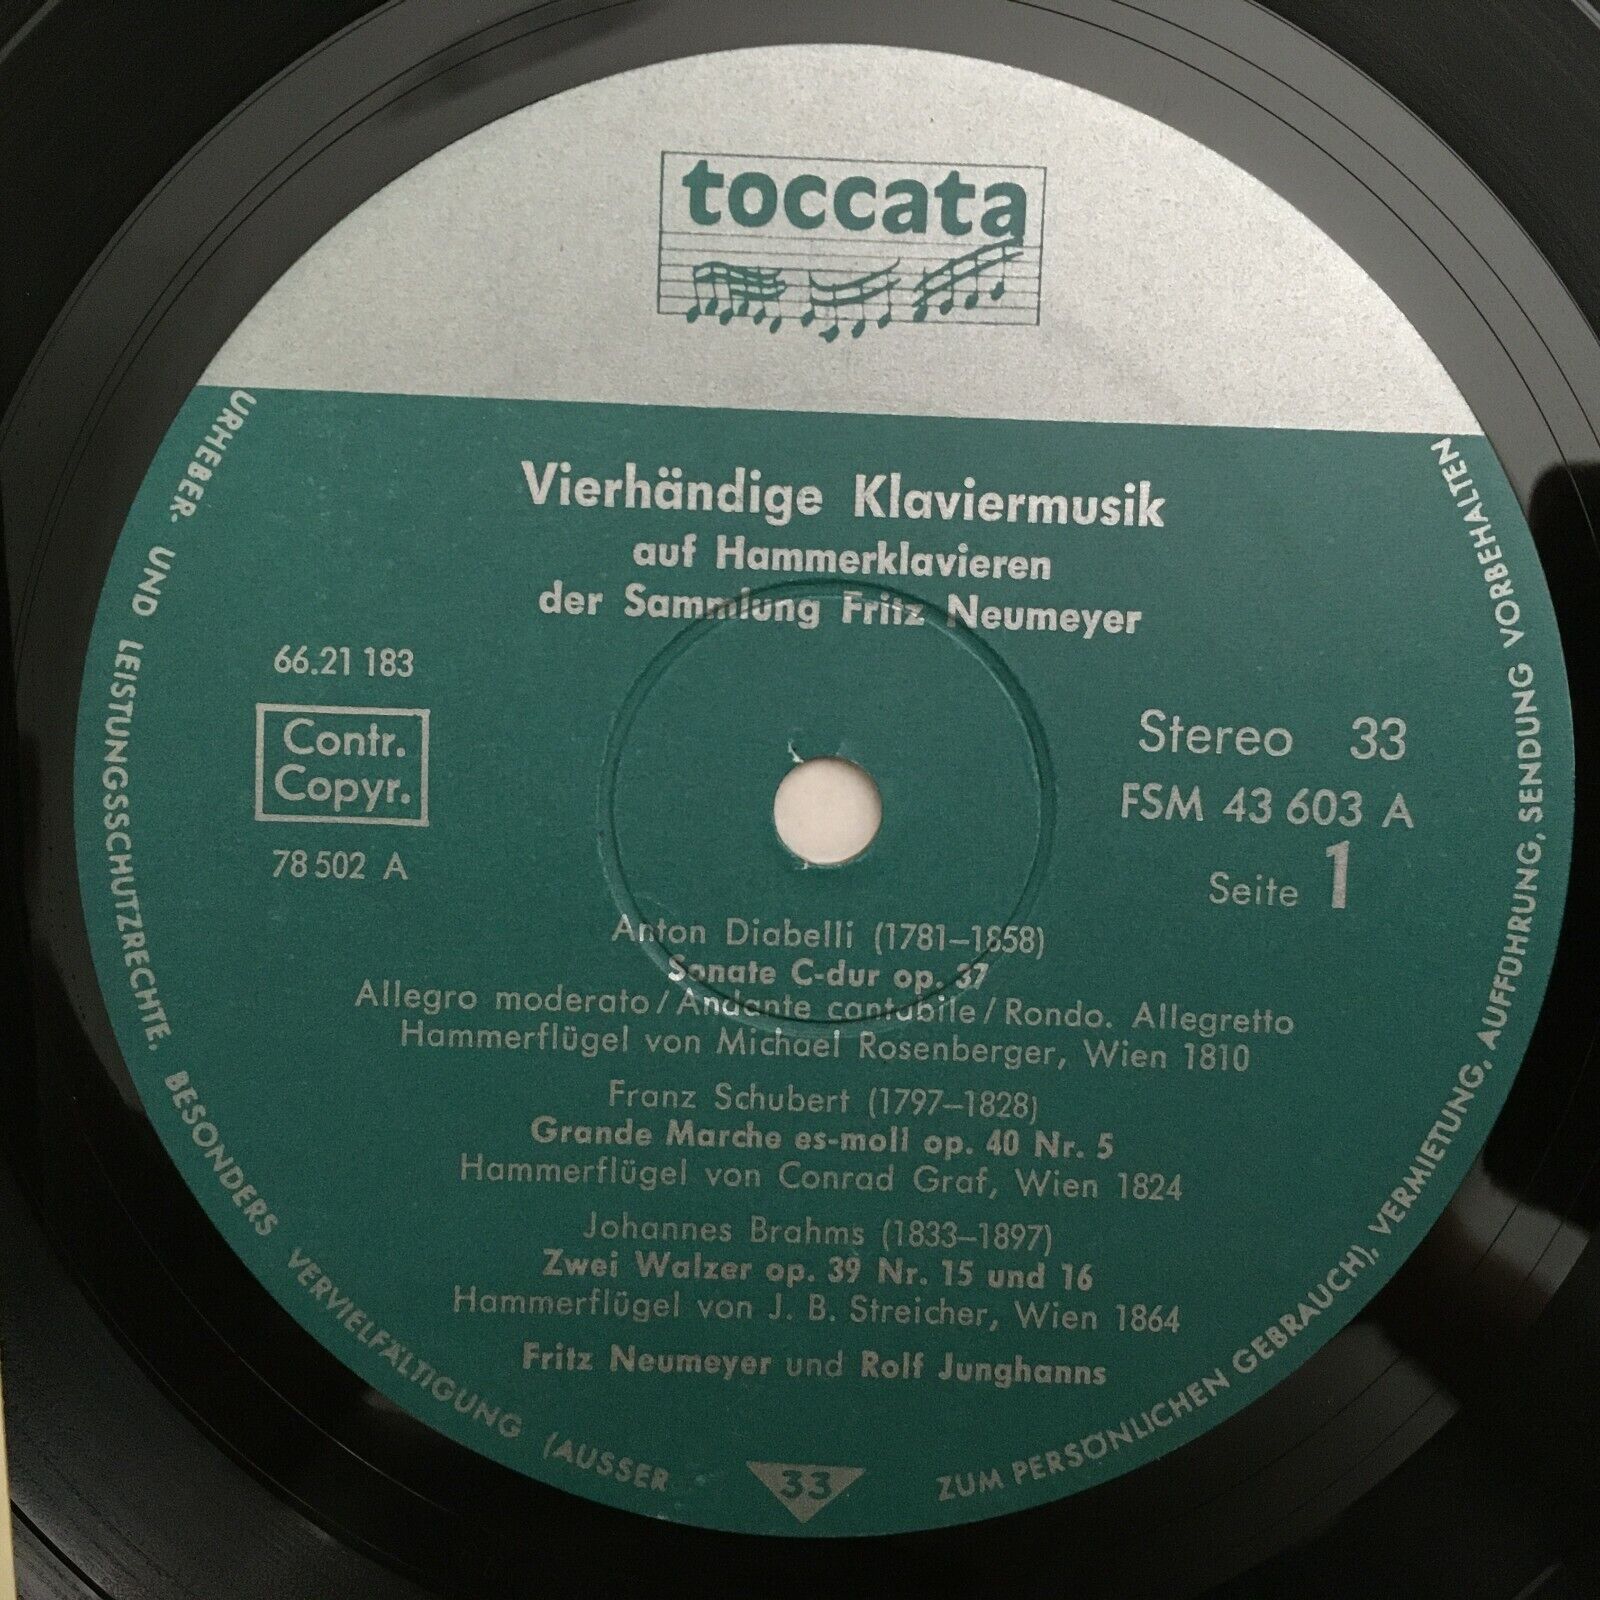 toccata
Vierhändige Klaviermusik
auf Hammerklavieren
der Sammlung Fritz Neumeyer
66.21 183
Contr.
Copyr.
78 502 A
Stereo 33
FSM 43 603 A
Seite 1
Anton Diabelli (1781–1858)
Sonate C-dur op. 37
Allegro moderato / Andante cantabile / Rondo. Allegretto
Hammerflügel von Michael Rosenberger, Wien 1810
Franz Schubert (1797–1828)
Grande Marche es-moll op. 40 Nr. 5
Hammerflügel von Conrad Graf, Wien 1824
Johannes Brahms (1833–1897)
Zwei Walzer op. 39 Nr. 15 und 16
Hammerflügel von J. B. Streicher, Wien 1864
Fritz Neumeyer und Rolf Junghanns
33
URHEBER- UND LEISTUNGSSCHUTZRECHTE, BESONDERS VERVIELFÄLTIGUNG (AUSSER ZUM PERSÖNLICHEN GEBRAUCH), VERMIETUNG, AUFFÜHRUNG, SENDUNG VORBEHALTEN